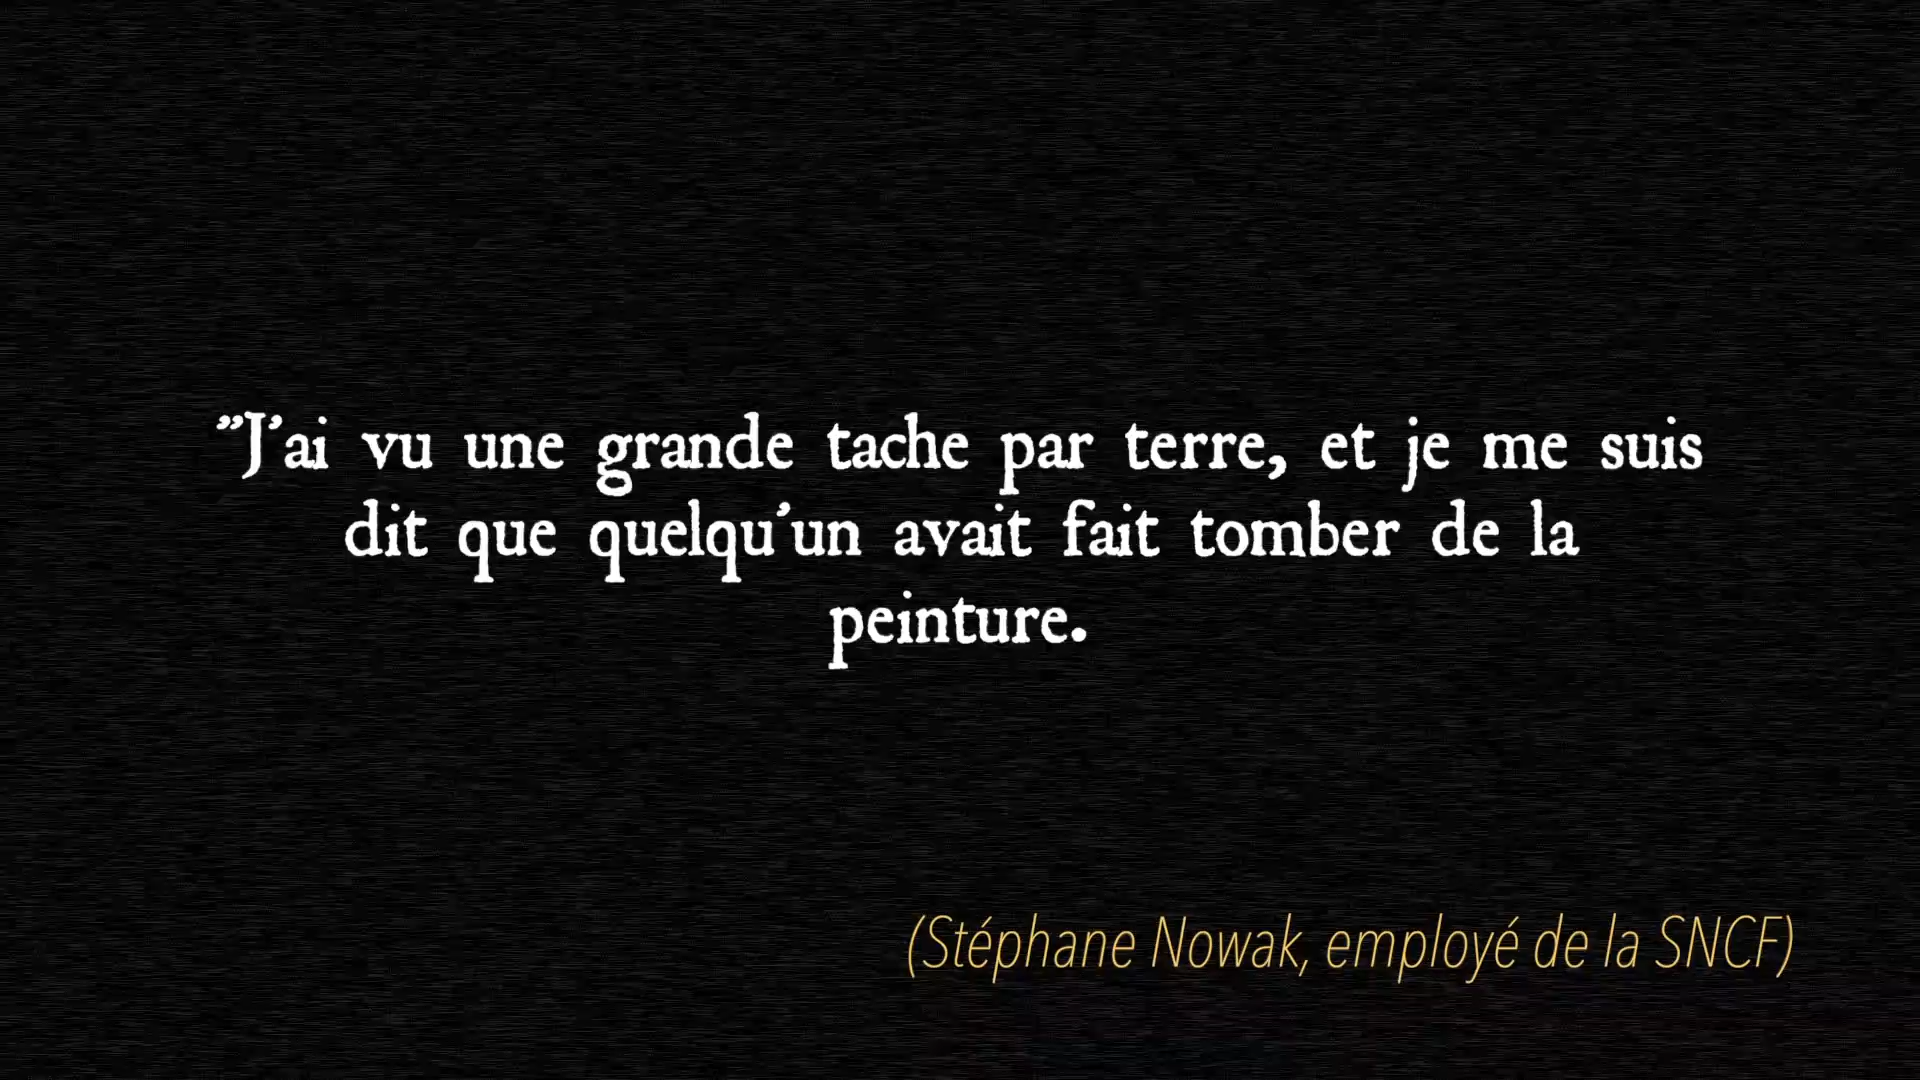 "J'ai vu une grande tache par terre, et je me suis
dit que quelqu'un avait fait tomber de la
peinture.
(Stéphane Nowak, employé de la SNCF)